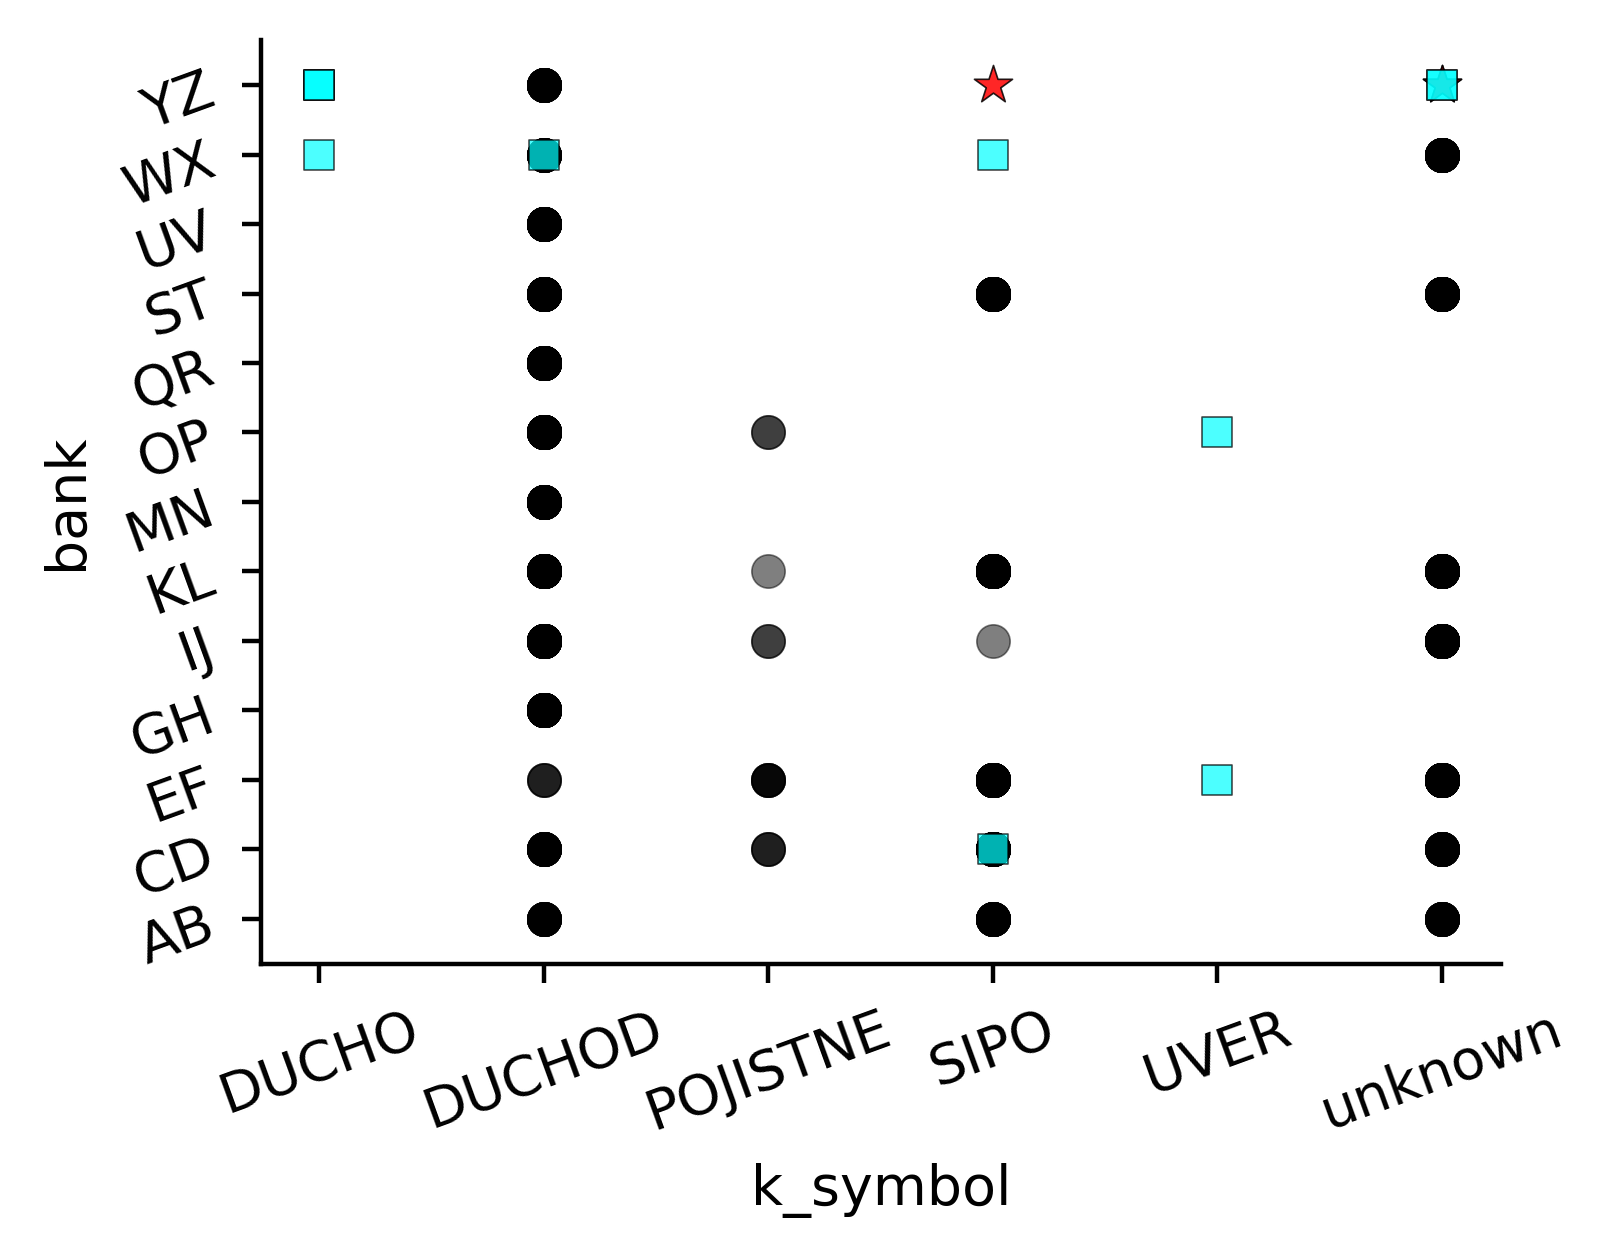 YZ
WX
UV
ST
QR
OP
MN
KL
IJ
GH
EF
CD
AB
bank
DUCHO
DUCHOD
POJISTNE
SIPO
UVER
unknown
k_symbol